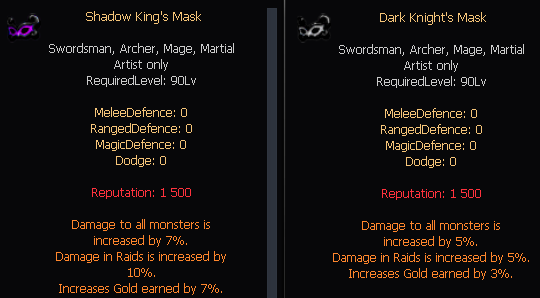 Shadow King's Mask
Swordsman, Archer, Mage, Martial
Artist only
RequiredLevel: 90Lv
MeleeDefence: 0
RangedDefence: 0
MagicDefence: 0
Dodge: 0
Reputation: 1 500
Damage to all monsters is
increased by 7%.
Damage in Raids is increased by
10%.
Increases Gold earned by 7%.
Dark Knight's Mask
Swordsman, Archer, Mage, Martial
Artist only
RequiredLevel: 90Lv
MeleeDefence: 0
RangedDefence: 0
MagicDefence: 0
Dodge: 0
Reputation: 1 500
Damage to all monsters is
increased by 5%.
Damage in Raids is increased by 5%.
Increases Gold earned by 3%.